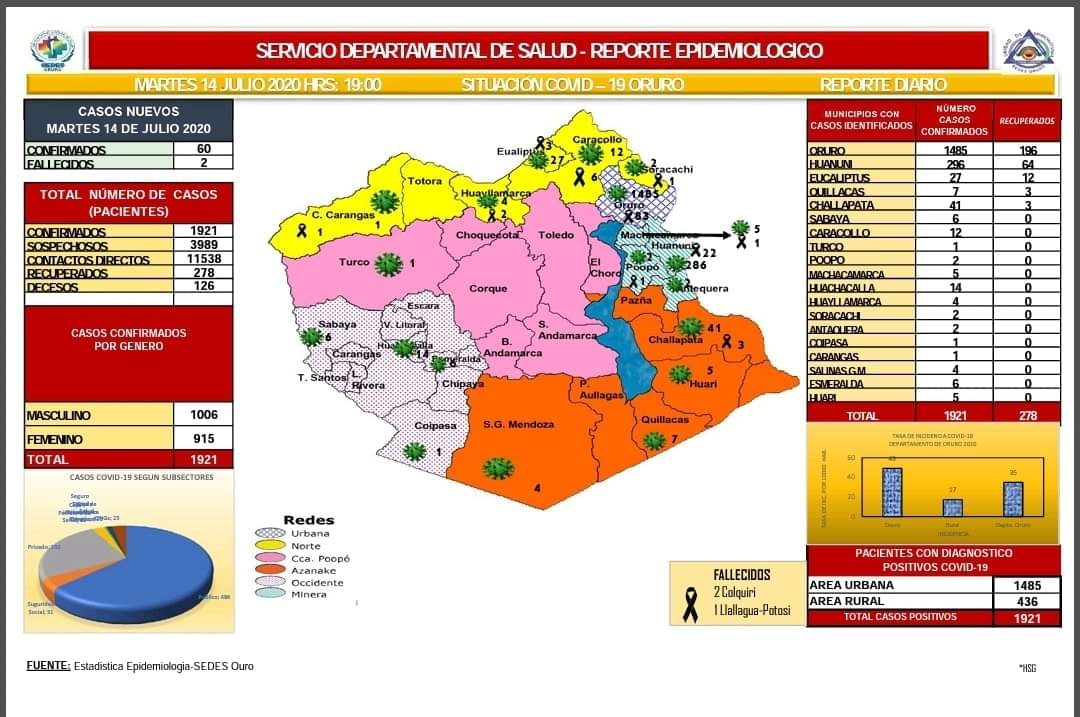 SERVICIO DEPARTAMENTAL DE SALUD - REPORTE EPIDEMIOLOGICO
MARTES 14 JULIO 2020 HRS: 19:00 SITUACIÓN COVID – 19 ORURO REPORTE DIARIO
CASOS NUEVOS
MARTES 14 DE JULIO 2020
CONFIRMADOS 60
FALLECIDOS 2
TOTAL NÚMERO DE CASOS
(PACIENTES)
CONFIRMADOS 1921
SOSPECHOSOS 3989
CONTACTOS DIRECTOS 11538
RECUPERADOS 278
DECESOS 126
CASOS CONFIRMADOS
POR GENERO
MASCULINO 1006
FEMENINO 915
TOTAL 1921
CASOS COVID-19 SEGUN SUBSECTORES
Seguro
Privado
Seguridad
Social; 51
Caracollo
12
6
Eualipt
3
27
2
Soracachi
1
Totora
Huayllamarca
4
2
1485
Oruro
83
C. Carangas
1
1
Choquecota
Toledo
Machacamarca
5
1
Huanuni
22
286
2
Poopó
1
2
Antequera
El
Choro
Turco
1
Corque
Pazña
Escara
Sabaya
6
V. Litoral
14
Carangas
Esmeralda
6
S.
Andamarca
B.
Andamarca
41
Challapata
3
T. Santos
L.
Rivera
Chipaya
5
Huari
P.
Aullagas
Coipasa
1
S.G. Mendoza
4
Quillacas
7
Redes
Urbana
Norte
Cca. Poopó
Azanake
Occidente
Minera
FALLECIDOS
2 Colquiri
1 Llallagua-Potosi
MUNICIPIOS CON
CASOS IDENTIFICADOS
NÚMERO
CASOS
CONFIRMADOS
RECUPERADOS
ORURO 1485 196
HUANUNI 296 64
EUCALIPTUS 27 12
QUILLACAS 7 3
CHALLAPATA 41 3
SABAYA 6 0
CARACOLLO 12 0
TURCO 1 0
POOPO 2 0
MACHACAMARCA 5 0
HUACHACALLA 14 0
HUAYLLAMARCA 4 0
SORACACHI 2 0
ANTAQUERA 2 0
COIPASA 1 0
CARANGAS 1 0
SALINAS G.M 4 0
ESMERALDA 6 0
HUARI 5 0
TOTAL 1921 278
TASA DE INCIDENCIA COVID-19
DEPARTAMENTO DE ORURO 2020
60
40
20
0
49
17
35
Oruro
Rural
Depto. Oruro
INCIDENCIA
PACIENTES CON DIAGNOSTICO
POSITIVOS COVID-19
AREA URBANA 1485
AREA RURAL 436
TOTAL CASOS POSITIVOS 1921
FUENTE: Estadistica Epidemiologia-SEDES Ouro
*HSG